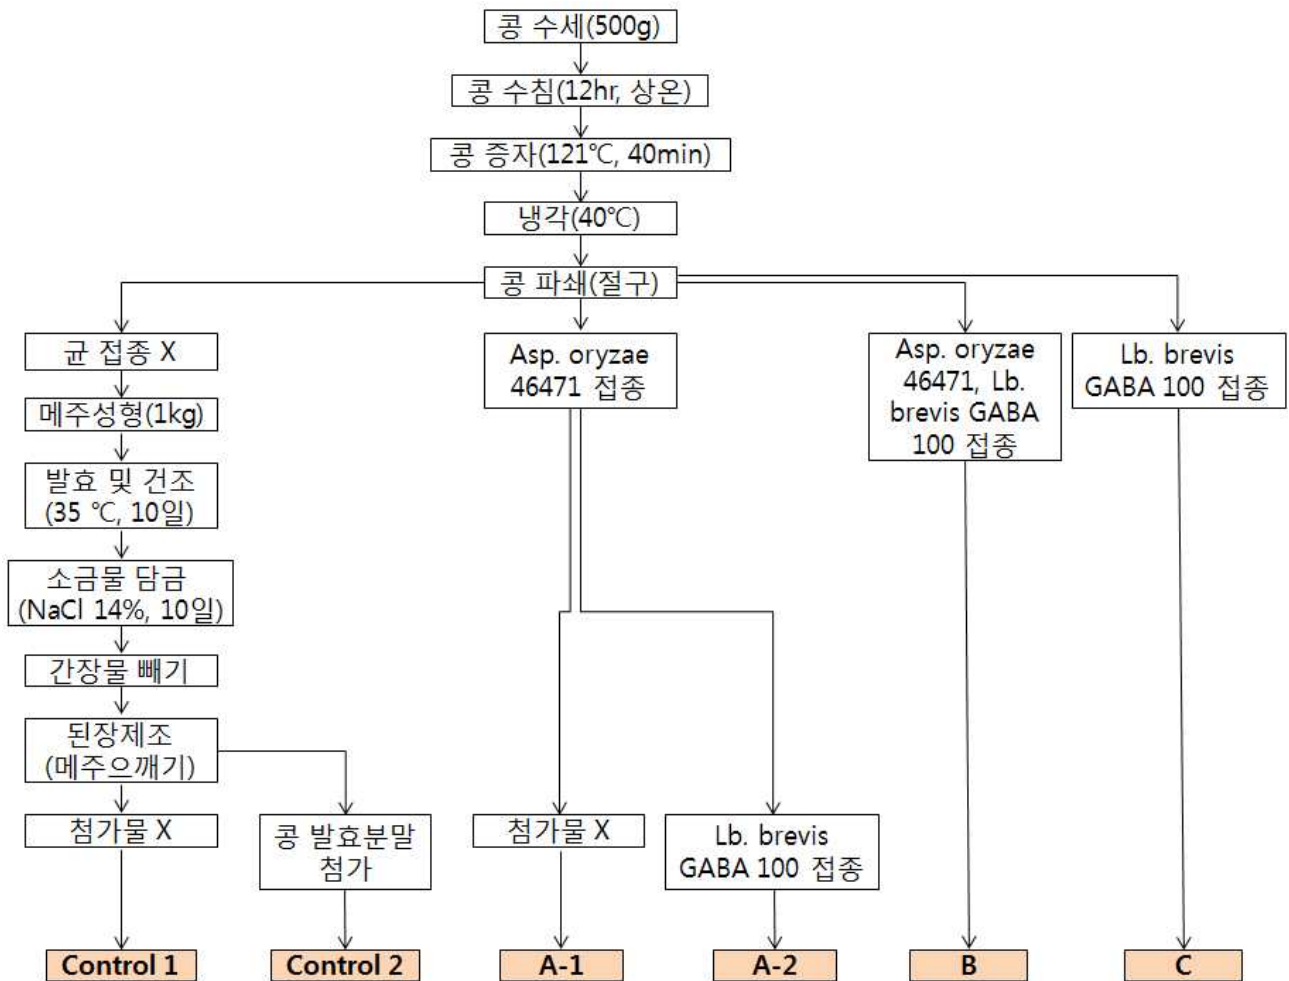 콩 수세(500g)
콩 수침(12hr, 상온)
콩 증자(121℃, 40min)
냉각(40℃)
콩 파쇄(절구)
균 접종 X
메주성형(1kg)
발효 및 건조
(35 ℃, 10일)
소금물 담금
(NaCl 14%, 10일)
간장물 빼기
된장제조
(메주으깨기)
첨가물 X
콩 발효분말
첨가
Asp. oryzae
46471 접종
첨가물 X
Lb. brevis
GABA 100 접종
Asp. oryzae
46471, Lb.
brevis GABA
100 접종
Lb. brevis
GABA 100 접종
Control 1
Control 2
A-1
A-2
B
C